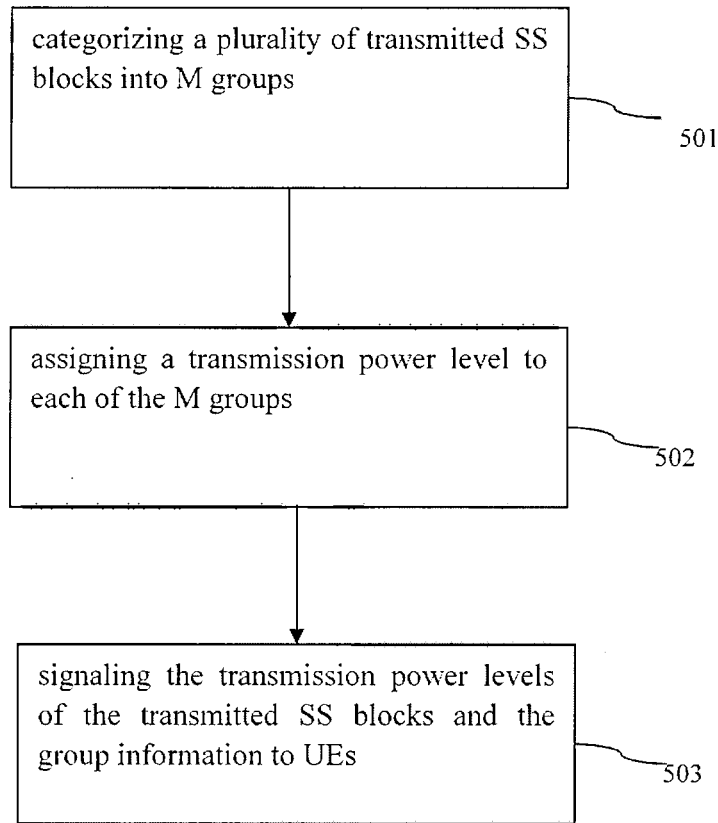 categorizing a plurality of transmitted SS
blocks into M groups
501
assigning a transmission power level to
each of the M groups
502
signaling the transmission power levels
of the transmitted SS blocks and the
group information to UEs
503